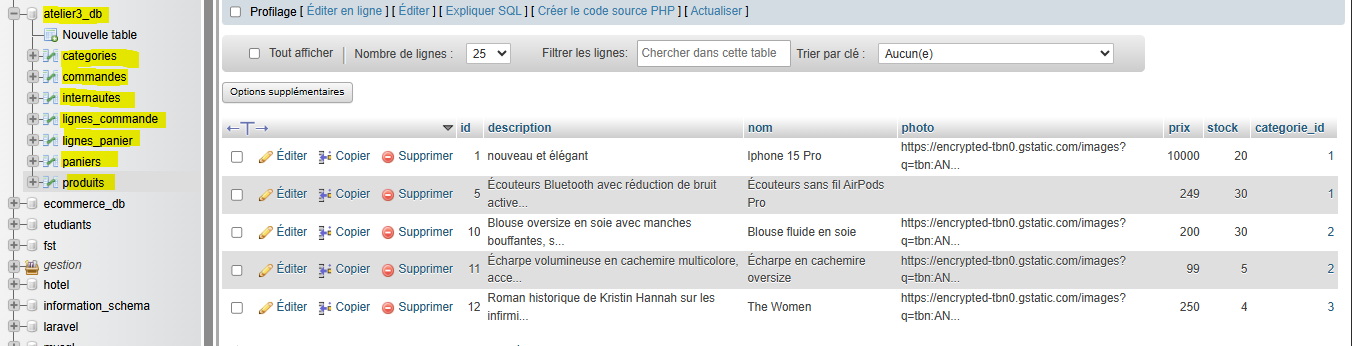 atelier3_db
Nouvelle table
categories
commandes
internautes
lignes_commande
lignes_panier
paniers
produits
ecommerce_db
etudiants
fst
gestion
hotel
information_schema
laravel
Profilage [ Éditer en ligne ] [ Éditer ] [ Expliquer SQL ] [ Créer le code source PHP ] [ Actualiser ]
Tout afficher Nombre de lignes : 25 Filtrer les lignes: Chercher dans cette table Trier par clé : Aucun(e)
Options supplémentaires
←T→ id description nom photo prix stock categorie_id
Éditer Copier Supprimer 1 nouveau et élégant Iphone 15 Pro https://encrypted-tbn0.gstatic.com/images?
q=tbn:AN... 10000 20 1
Éditer Copier Supprimer 5 Écouteurs Bluetooth avec réduction de bruit
active... Écouteurs sans fil AirPods
Pro 249 30 1
https://encrypted-tbn0.gstatic.com/images?
q=tbn:AN...
Éditer Copier Supprimer 10 Blouse oversize en soie avec manches
bouffantes, s... Blouse fluide en soie https://encrypted-tbn0.gstatic.com/images?
q=tbn:AN... 200 30 2
Éditer Copier Supprimer 11 Écharpe volumineuse en cachemire multicolore,
acce... Écharpe en cachemire
oversize https://encrypted-tbn0.gstatic.com/images?
q=tbn:AN... 99 5 2
Éditer Copier Supprimer 12 Roman historique de Kristin Hannah sur les
infirmi... The Women https://encrypted-tbn0.gstatic.com/images?
q=tbn:AN... 250 4 3